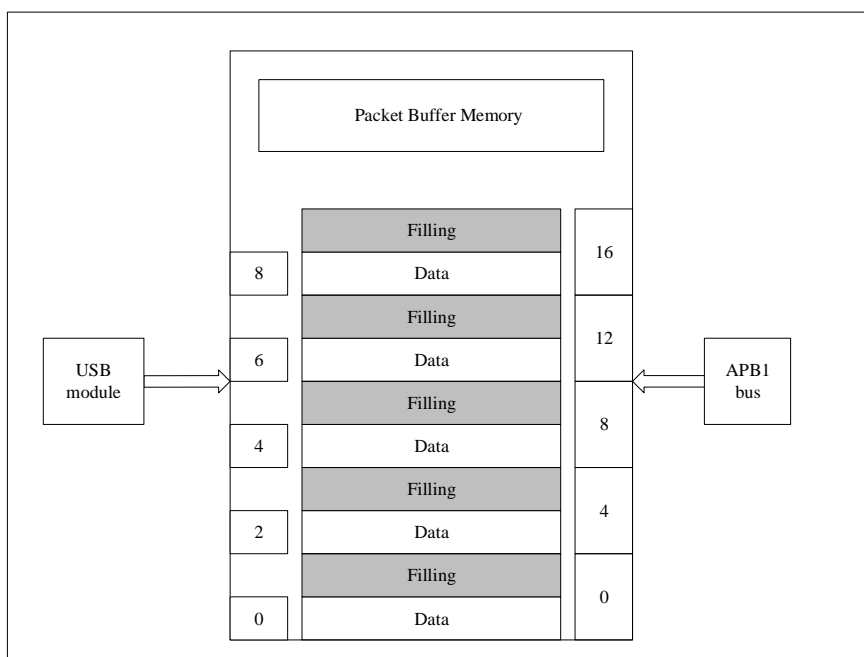 Packet Buffer Memory
Filling
16
8
Data
Filling
12
USB
module
6
Data
APB1
bus
Filling
8
4
Data
Filling
4
2
Data
Filling
0
0
Data